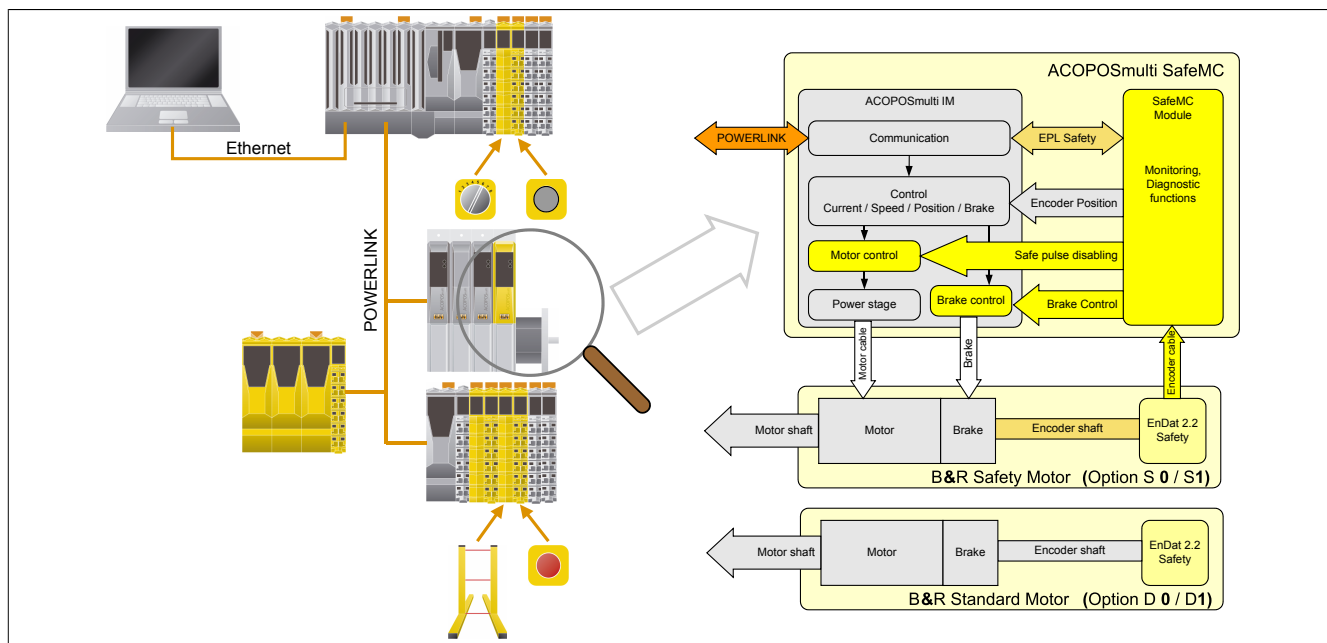 Ethernet
POWERLINK
ACOPOSmulti SafeMC
ACOPOSmulti IM
SafeMC
Module
POWERLINK
Communication
EPL Safety
Monitoring,
Diagnostic
functions
Control
Current / Speed / Position / Brake
Encoder Position
Motor control
Safe pulse disabling
Power stage
Brake control
Brake Control
Motor cable
Brake
Encoder cable
Motor shaft
Motor
Brake
Encoder shaft
EnDat 2.2
Safety
B&R Safety Motor (Option S 0 / S1)
Motor shaft
Motor
Brake
Encoder shaft
EnDat 2.2
Safety
B&R Standard Motor (Option D 0 / D1)